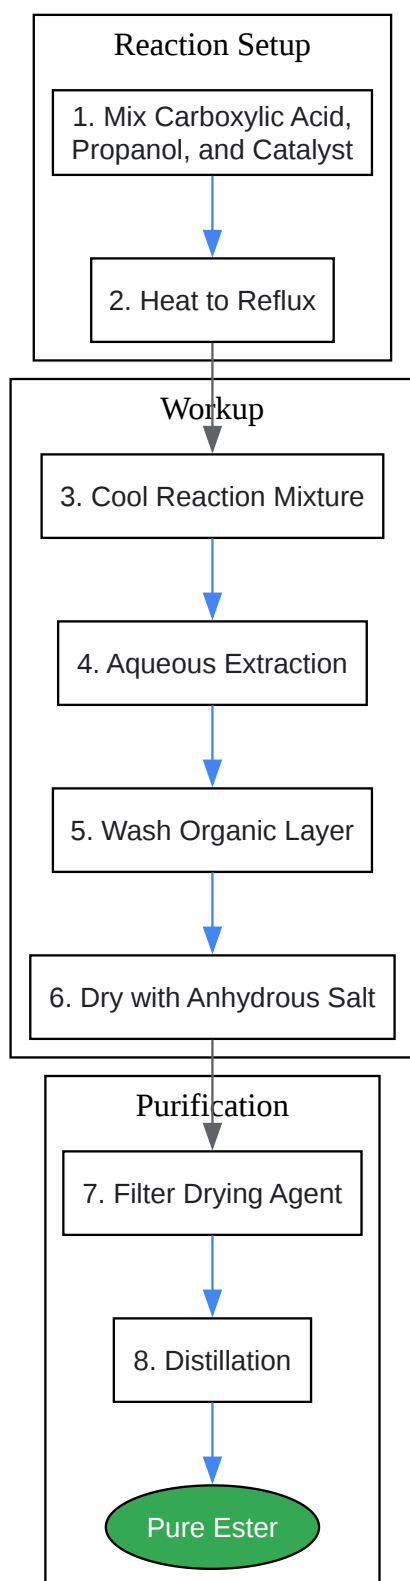 Reaction Setup
1. Mix Carboxylic Acid,
Propanol, and Catalyst
2. Heat to Reflux
Workup
3. Cool Reaction Mixture
4. Aqueous Extraction
5. Wash Organic Layer
6. Dry with Anhydrous Salt
Purification
7. Filter Drying Agent
8. Distillation
Pure Ester